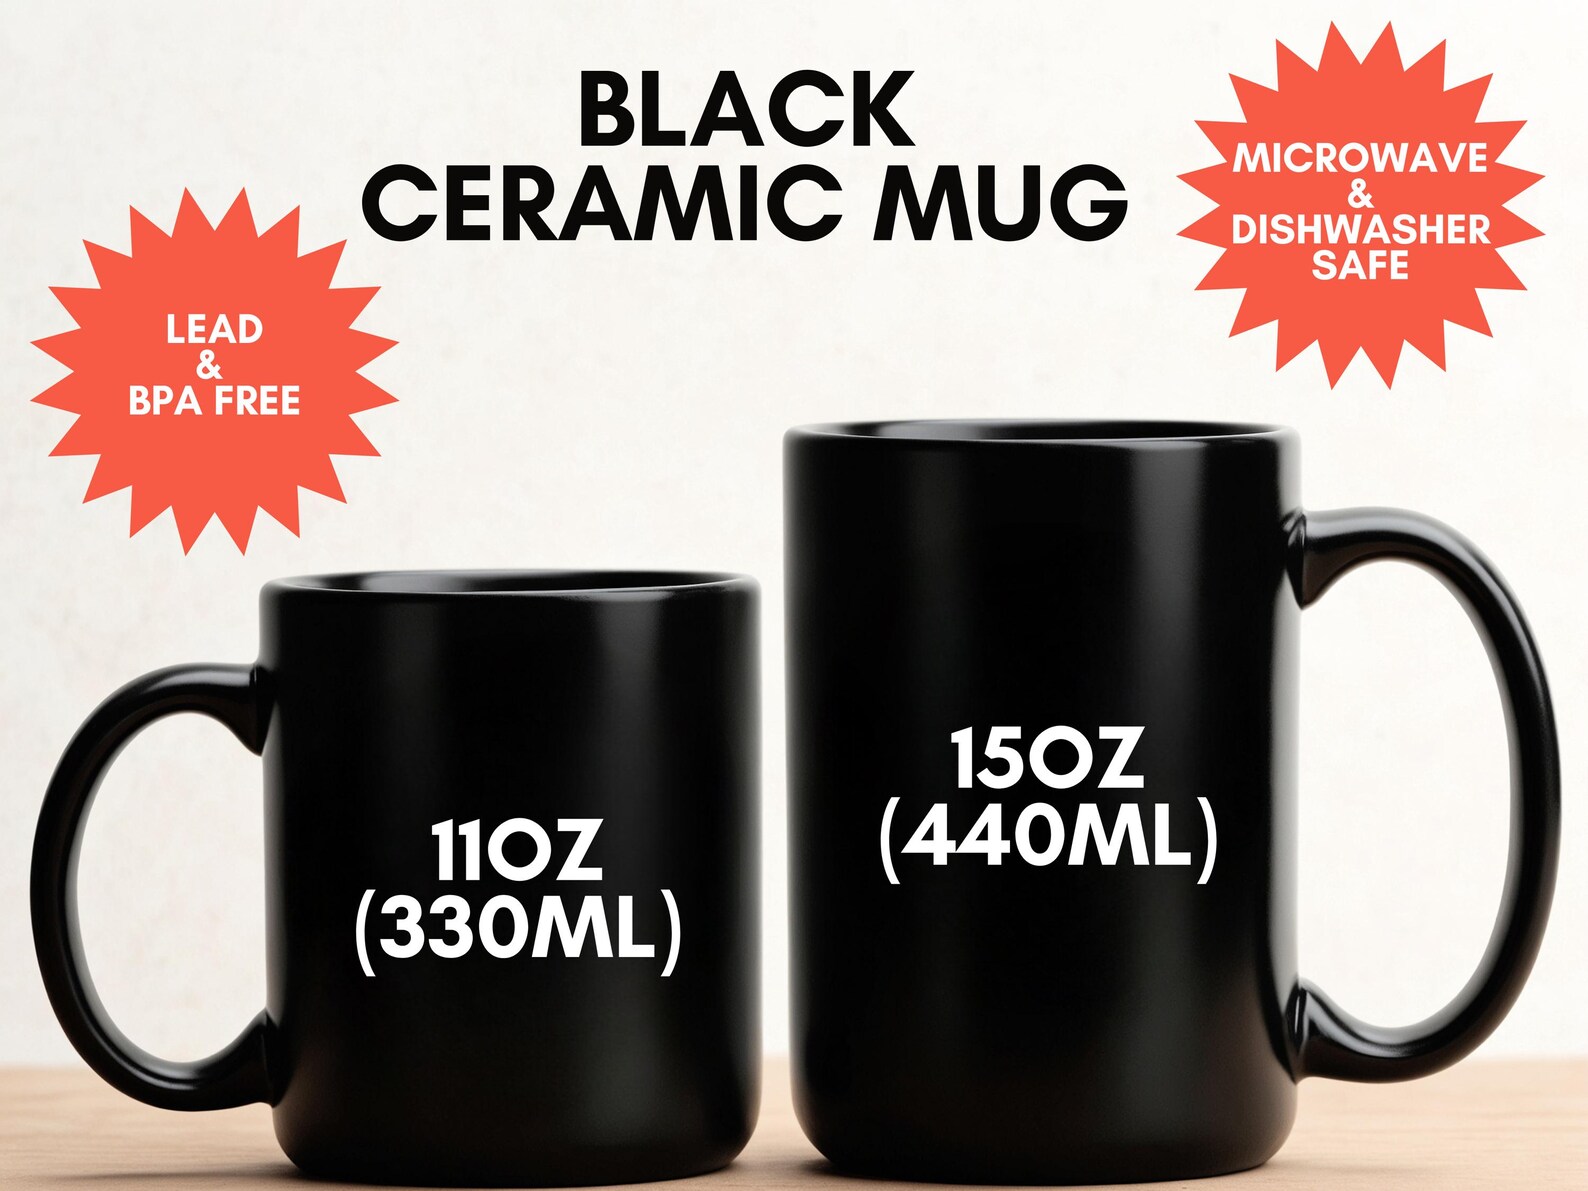 BLACK
CERAMIC MUG
MICROWAVE
&
DISHWASHER
SAFE
LEAD
&
BPA FREE
11OZ
(330ML)
15OZ
(440ML)